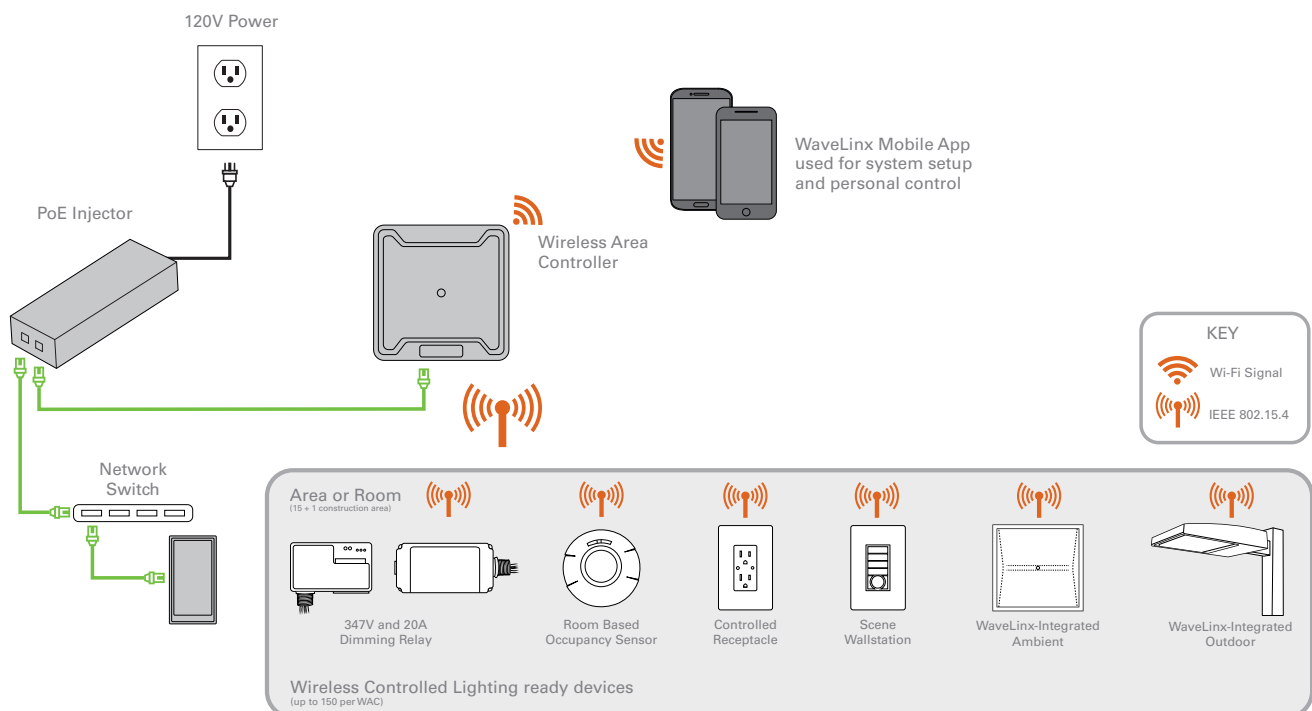 120V Power
PoE Injector
Wireless Area
Controller
WaveLinx Mobile App
used for system setup
and personal control
KEY
Wi-Fi Signal
IEEE 802.15.4
Network
Switch
Area or Room
(15 + 1 construction area)
347V and 20A
Dimming Relay
Room Based
Occupancy Sensor
Controlled
Receptacle
Scene
Wallstation
WaveLinx-Integrated
Ambient
WaveLinx-Integrated
Outdoor
Wireless Controlled Lighting ready devices
(up to 150 per WAC)